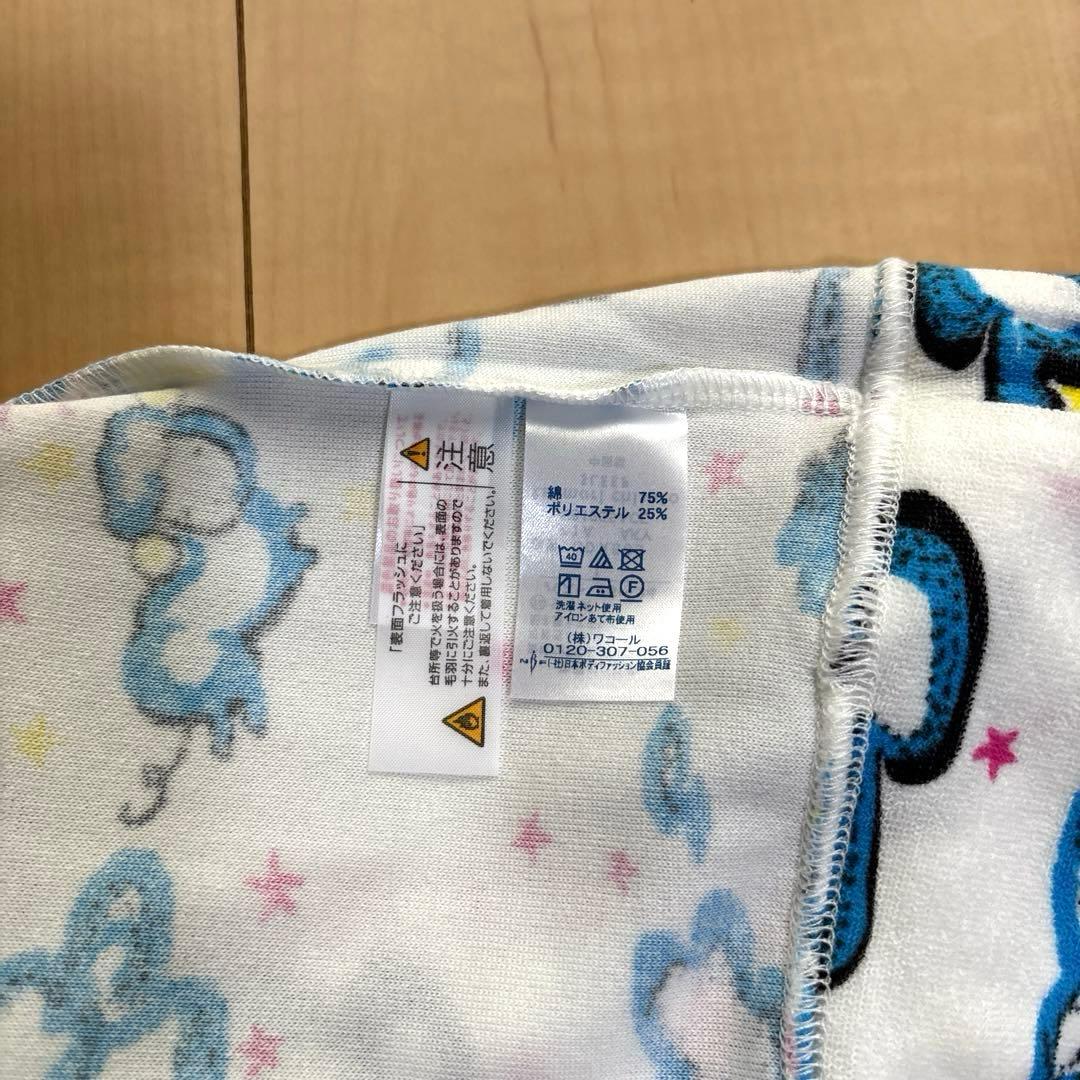 注意
「表面フラッシュに
ご注意ください」
台所等で火を扱う場合には、表面の
毛羽に引火することがありますので
十分にご注意ください。
また、裏返して着用しないでください。
綿 75%
ポリエステル 25%
40
F
洗濯ネット使用
アイロンあて布使用
(株)ワコール
0120-307-056
(一社)日本ボディファッション協会員証